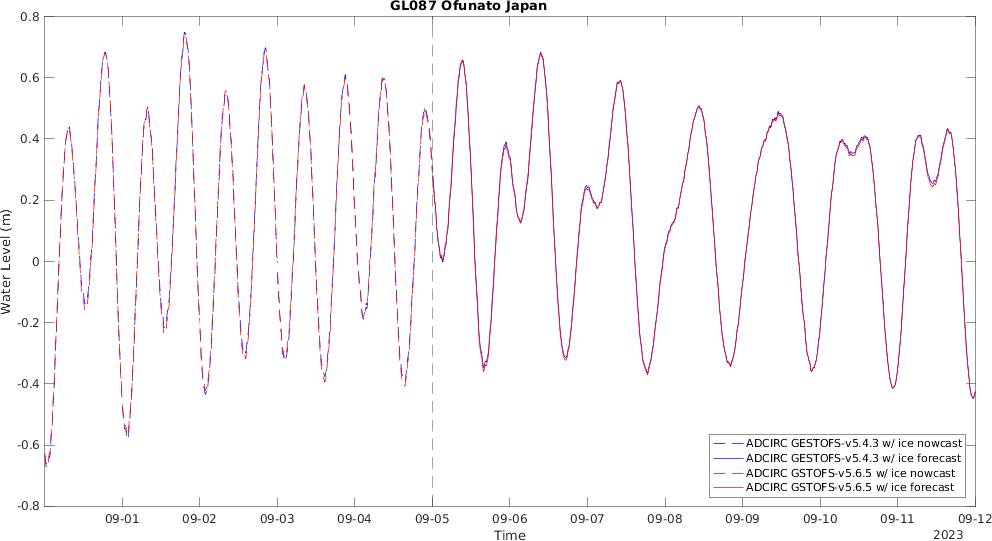 GL087 Ofunato Japan
0.8
0.6
0.4
0.2
0
-0.2
-0.4
-0.6
-0.8
Water Level (m)
ADCIRC GESTOFS-v5.4.3 w/ ice nowcast
ADCIRC GESTOFS-v5.4.3 w/ ice forecast
ADCIRC GSTOFS-v5.6.5 w/ ice nowcast
ADCIRC GSTOFS-v5.6.5 w/ ice forecast
09-01 09-02 09-03 09-04 09-05 09-06 09-07 09-08 09-09 09-10 09-11 09-12
Time
2023